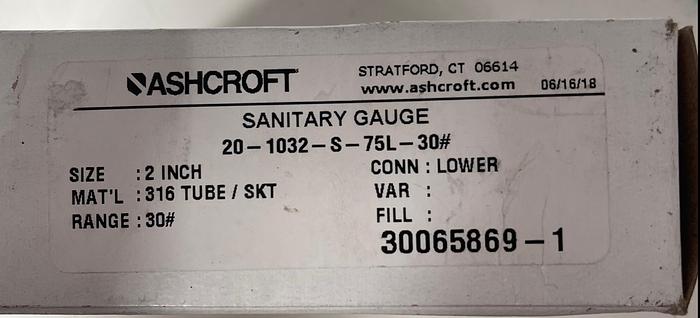 ASHCROFT
STRATFORD, CT 06614
www.ashcroft.com 06/16/18
SANITARY GAUGE
20-1032-S-75L-30#
SIZE : 2 INCH
CONN : LOWER
MAT'L : 316 TUBE / SKT
VAR :
RANGE : 30#
FILL :
30065869-1